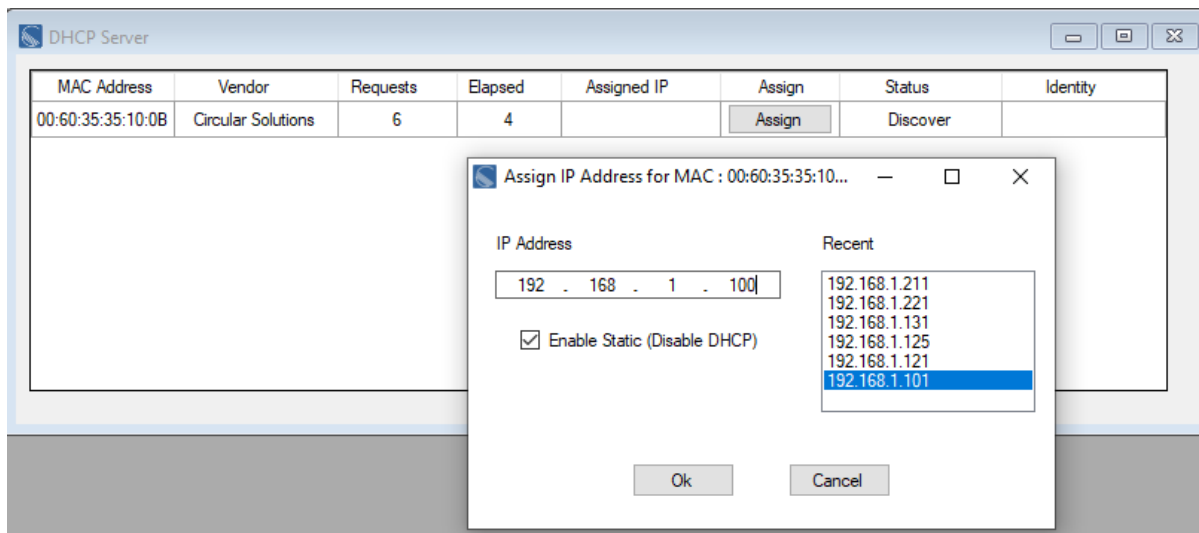 DHCP Server
MAC Address Vendor Requests Elapsed Assigned IP Assign Status Identity
00:60:35:35:10:0B Circular Solutions 6 4 Assign Discover
Assign IP Address for MAC : 00:60:35:35:10...
IP Address
192 . 168 . 1 . 100
Enable Static (Disable DHCP)
Recent
192.168.1.211
192.168.1.221
192.168.1.131
192.168.1.125
192.168.1.121
192.168.1.101
Ok Cancel